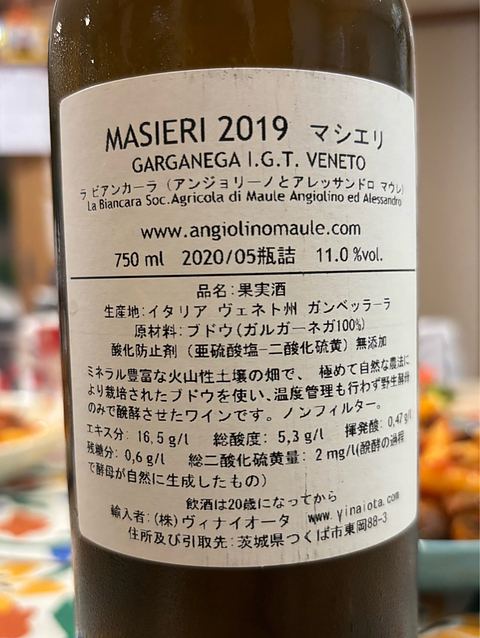 MASIERI 2019 マシエリ
GARGANEGA I.G.T. VENETO
ラ ビアンカーラ (アンジョリーノとアレッサンドロ マウレ)
La Biancara Soc.Agricola di Maule Angiolino ed Alessandro
www.angiolinomaule.com
750 ml 2020/05瓶詰 11.0 %vol.
品名:果実酒
生産地:イタリア ヴェネト州 ガンベッラーラ
原材料:ブドウ(ガルガーネガ100%)
酸化防止剤 (亜硫酸塩=二酸化硫黄) 無添加
ミネラル豊富な火山性土壌の畑で、 極めて自然な農法に
より栽培されたブドウを使い、温度管理も行わず野生酵母
のみで醗酵させたワインです。ノンフィルター。
エキス分: 16,5 g/l 総酸度: 5,3 g/l 揮発酸: 0,47 g/l
残糖分: 0,6 g/l 総二酸化硫黄量: 2 mg/l(醗酵の過程
で酵母が自然に生成したもの)
飲酒は20歳になってから
輸入者:(株)ヴィナイオータ www.vinaiota.com
住所及び引取先:茨城県つくば市東岡88-3